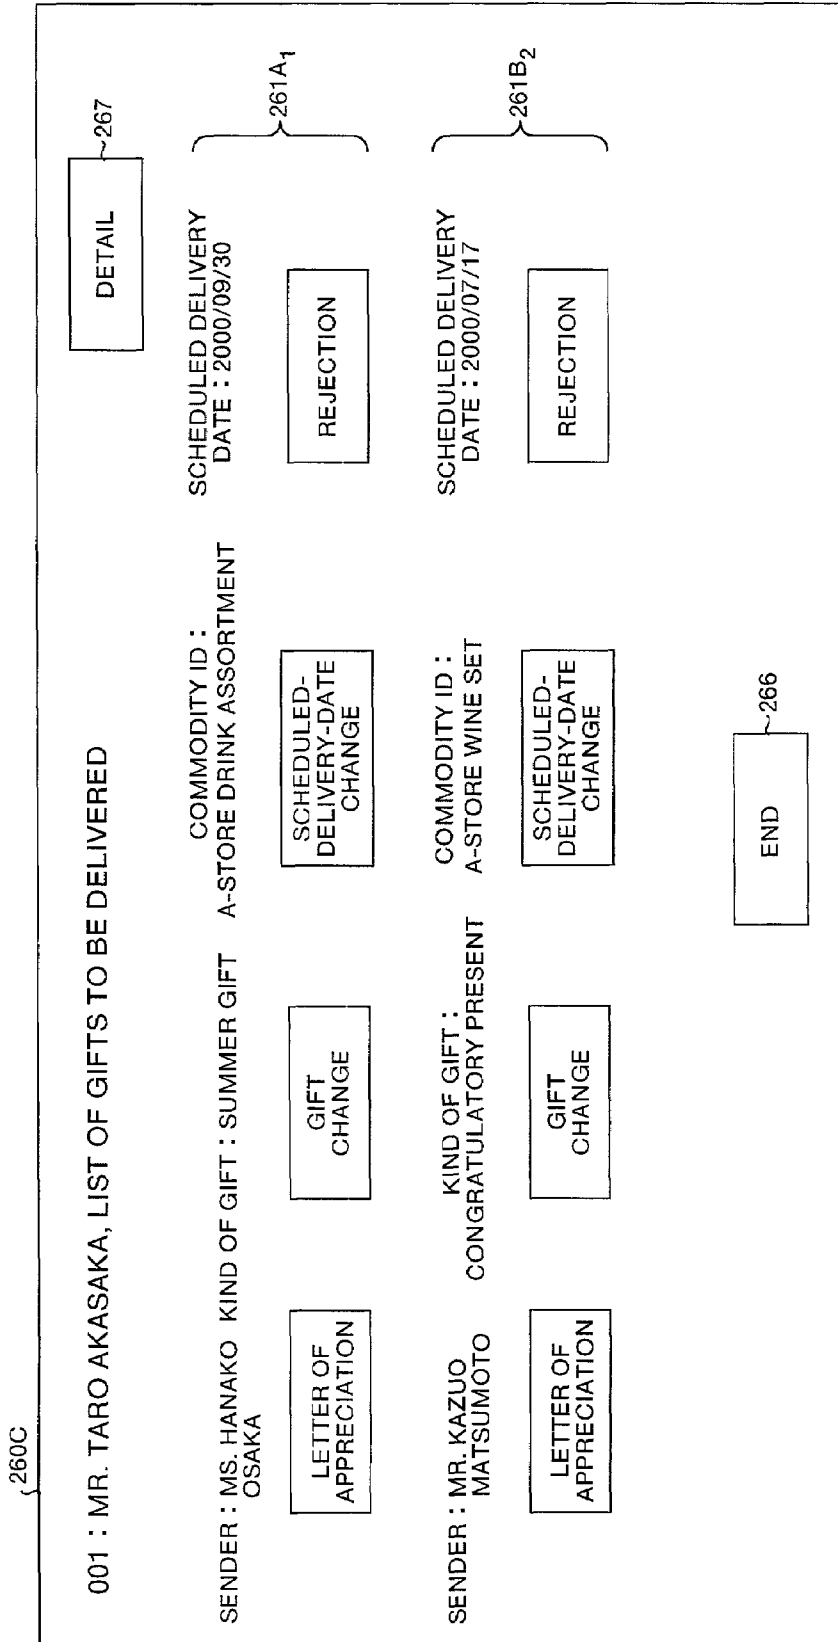 260C
001 : MR. TARO AKASAKA, LIST OF GIFTS TO BE DELIVERED
DETAIL
267
SENDER : MS. HANAKO
OSAKA
KIND OF GIFT : SUMMER GIFT
COMMODITY ID :
A-STORE DRINK ASSORTMENT
SCHEDULED DELIVERY
DATE : 2000/09/30
261A1
LETTER OF
APPRECIATION
GIFT
CHANGE
SCHEDULED-
DELIVERY-DATE
CHANGE
REJECTION
SENDER : MR. KAZUO
MATSUMOTO
KIND OF GIFT :
CONGRATULATORY PRESENT
COMMODITY ID :
A-STORE WINE SET
SCHEDULED DELIVERY
DATE : 2000/07/17
261B2
LETTER OF
APPRECIATION
GIFT
CHANGE
SCHEDULED-
DELIVERY-DATE
CHANGE
REJECTION
END
266